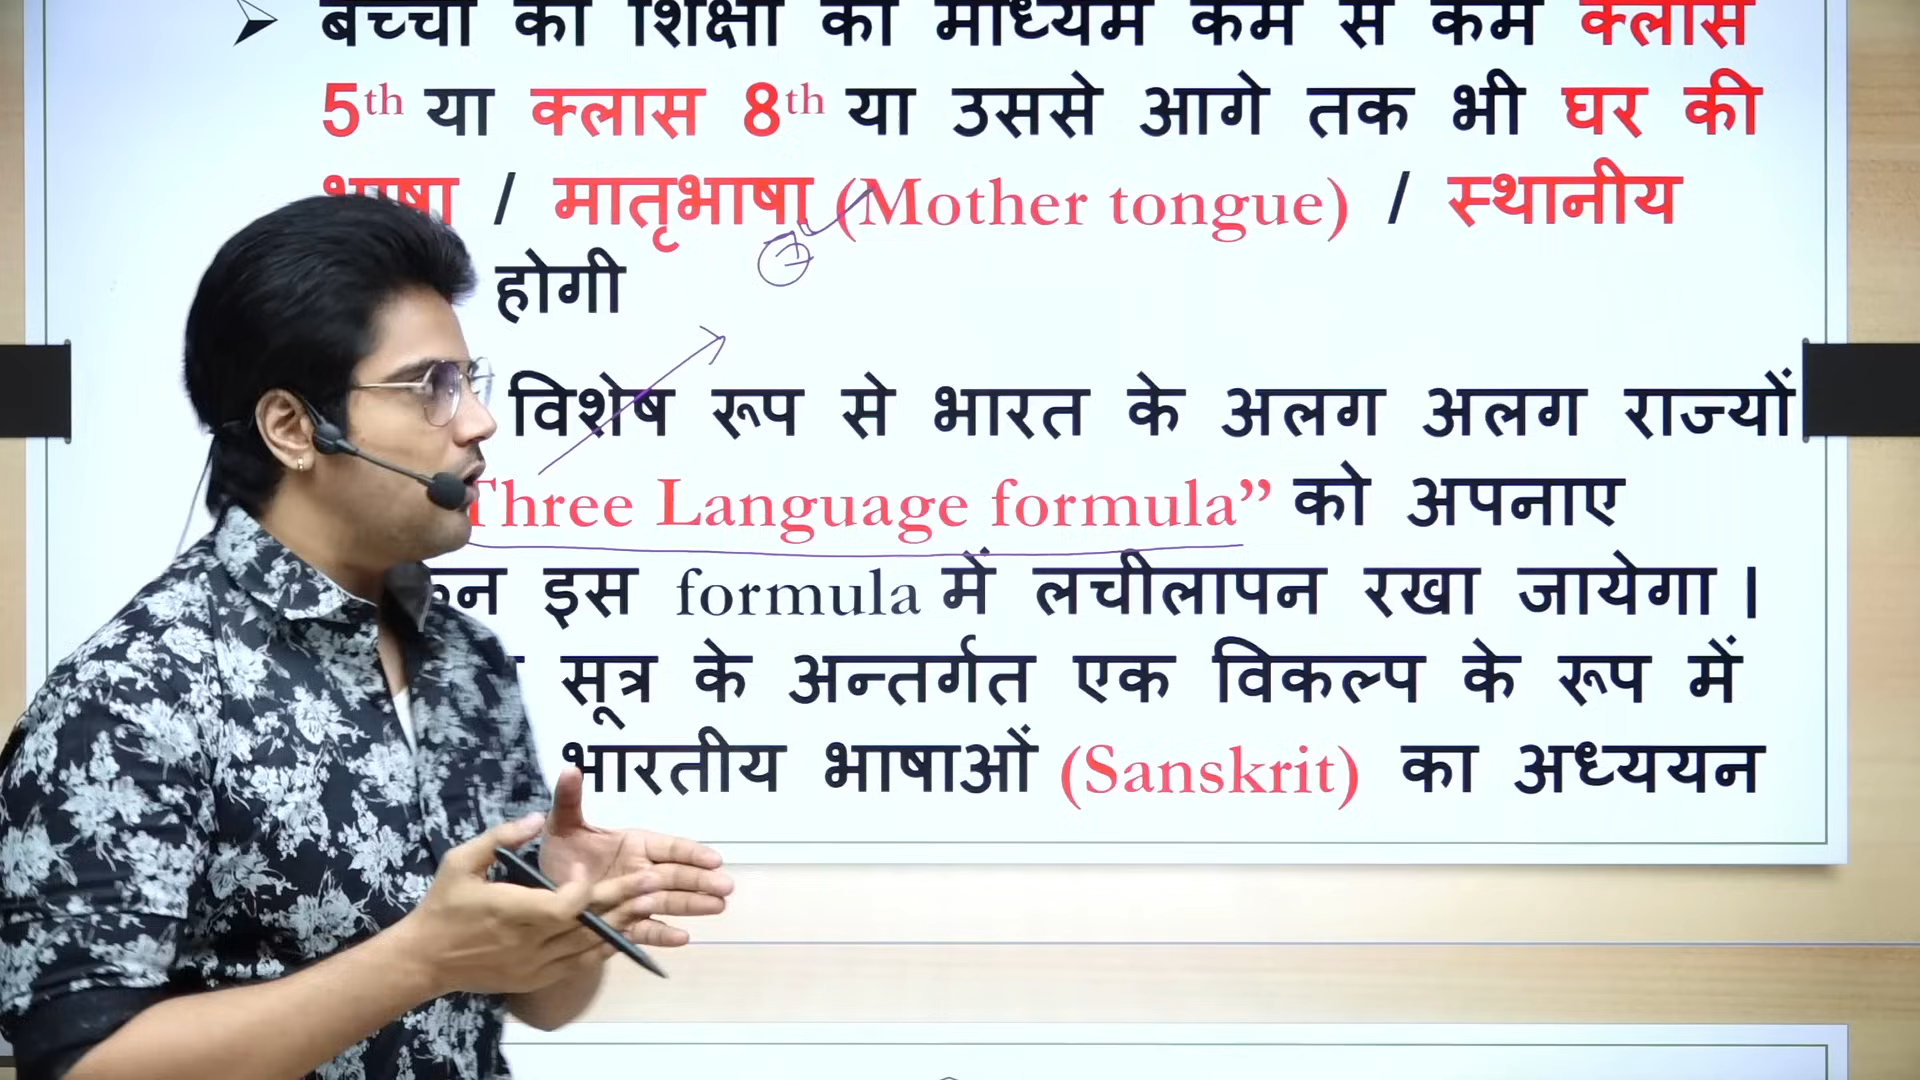 बच्चों की शिक्षा का माध्यम कम से कम क्लास
5th या क्लास 8th या उससे आगे तक भी घर की
भाषा / मातृभाषा (Mother tongue) / स्थानीय
होगी
विशेष रूप से भारत के अलग अलग राज्यों
Three Language formula” को अपनाए
इस formula में लचीलापन रखा जायेगा ।
सूत्र के अन्तर्गत एक विकल्प के रूप में
भारतीय भाषाओं (Sanskrit) का अध्ययन